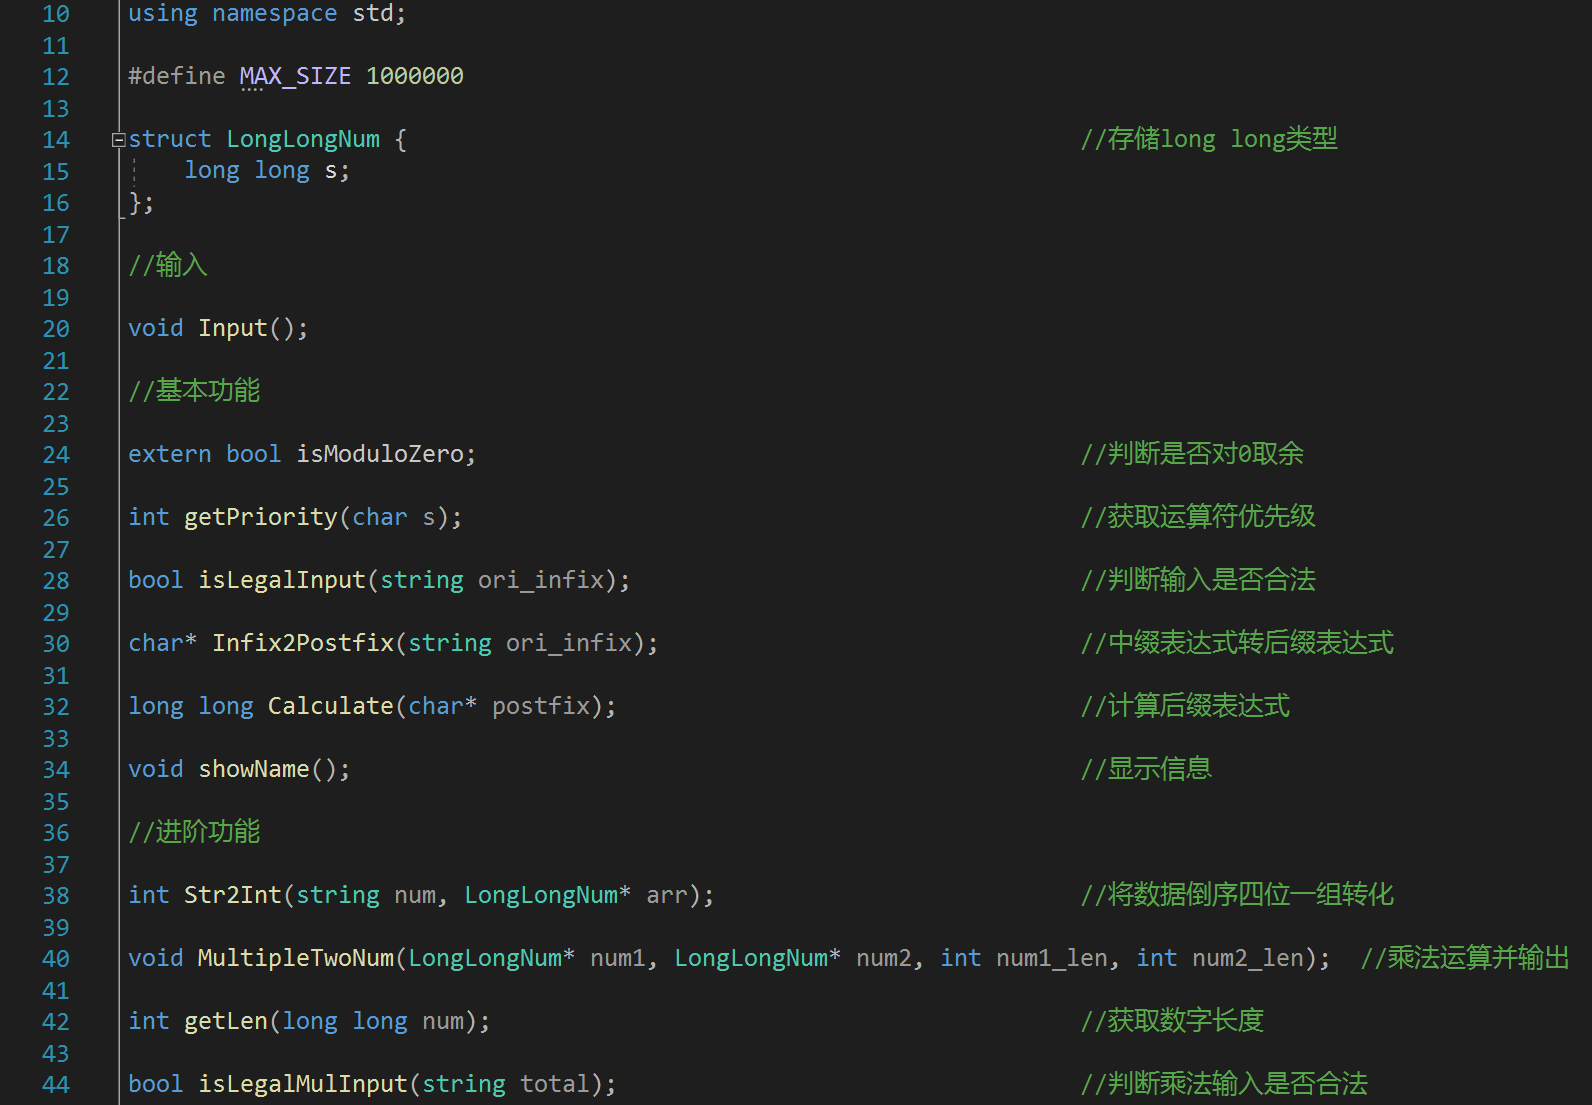 10 using namespace std;
11
12 #define MAX_SIZE 1000000
13
14 struct LongLongNum { //存储long long类型
15 long long s;
16 };
17
18 //输入
19
20 void Input();
21
22 //基本功能
23
24 extern bool isModuloZero; //判断是否对0取余
25
26 int getPriority(char s); //获取运算符优先级
27
28 bool isLegalInput(string ori_infix); //判断输入是否合法
29
30 char* Infix2Postfix(string ori_infix); //中缀表达式转后缀表达式
31
32 long long Calculate(char* postfix); //计算后缀表达式
33
34 void showName(); //显示信息
35
36 //进阶功能
37
38 int Str2Int(string num, LongLongNum* arr); //将数据倒序四位一组转化
39
40 void MultipleTwoNum(LongLongNum* num1, LongLongNum* num2, int num1_len, int num2_len); //乘法运算并输出
41
42 int getLen(long long num); //获取数字长度
43
44 bool isLegalMulInput(string total); //判断乘法输入是否合法